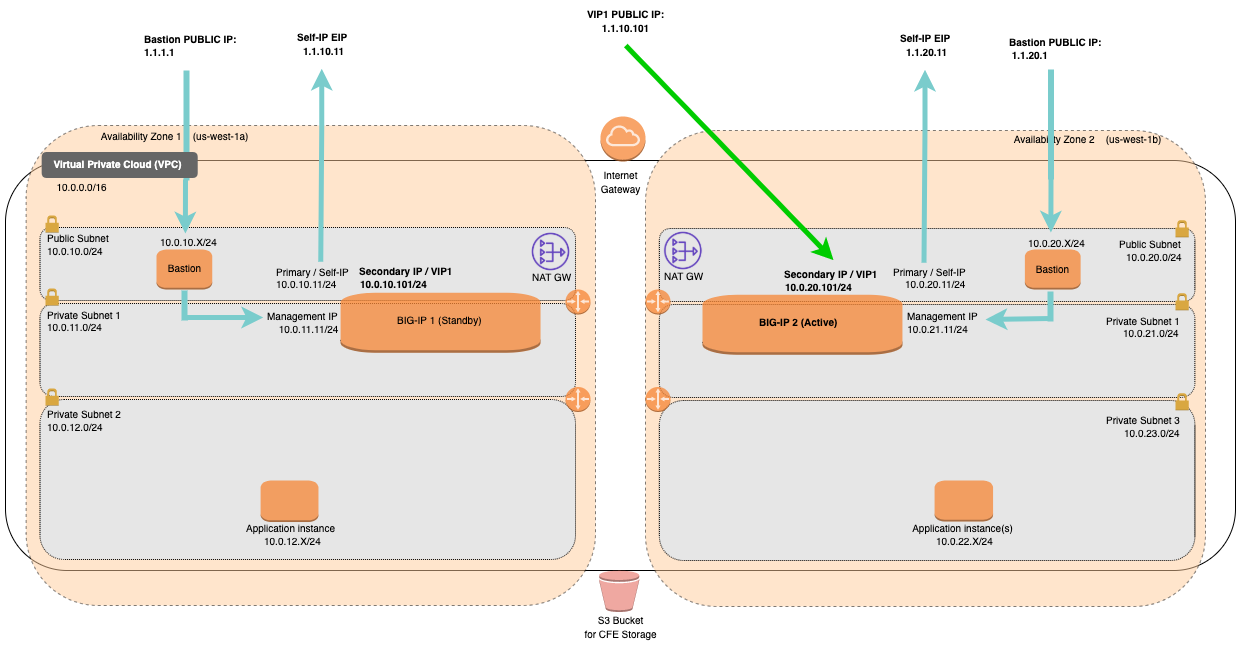 VIP1 PUBLIC IP:
1.1.10.101
Bastion PUBLIC IP:
1.1.1.1
Self-IP EIP
1.1.10.11
Self-IP EIP
1.1.20.11
Bastion PUBLIC IP:
1.1.20.1
Availability Zone 1 (us-west-1a)
Availability Zone 2 (us-west-1b)
Virtual Private Cloud (VPC)
10.0.0.0/16
Internet
Gateway
Public Subnet
10.0.10.0/24
10.0.10.X/24
Bastion
NAT GW
Primary / Self-IP
10.0.10.11/24
Secondary IP / VIP1
10.0.10.101/24
Private Subnet 1
10.0.11.0/24
Management IP
10.0.11.11/24
BIG-IP 1 (Standby)
Private Subnet 2
10.0.12.0/24
Application instance
10.0.12.X/24
NAT GW
Secondary IP / VIP1
10.0.20.101/24
Primary / Self-IP
10.0.20.11/24
10.0.20.X/24
Bastion
Public Subnet
10.0.20.0/24
BIG-IP 2 (Active)
Management IP
10.0.21.11/24
Private Subnet 1
10.0.21.0/24
Private Subnet 3
10.0.23.0/24
Application instance(s)
10.0.22.X/24
S3 Bucket
for CFE Storage